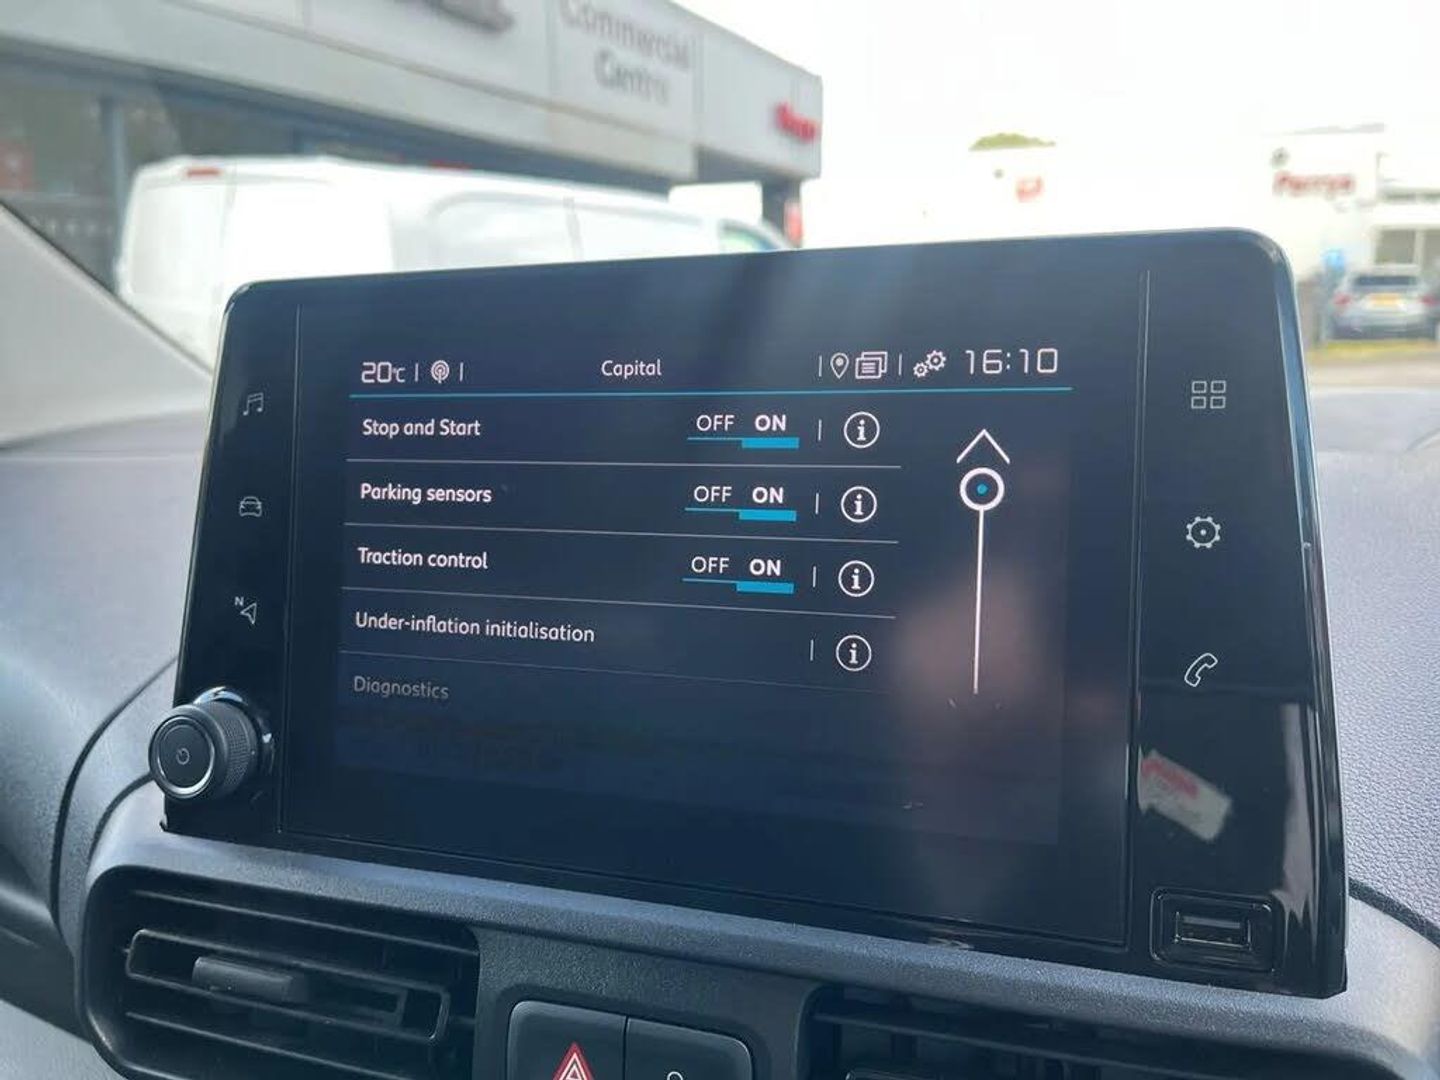 Commercial
Centre
Perrys
20°C
Capital
16:10
Stop and Start OFF ON
Parking sensors OFF ON
Traction control OFF ON
Under-inflation initialisation
Diagnostics
N